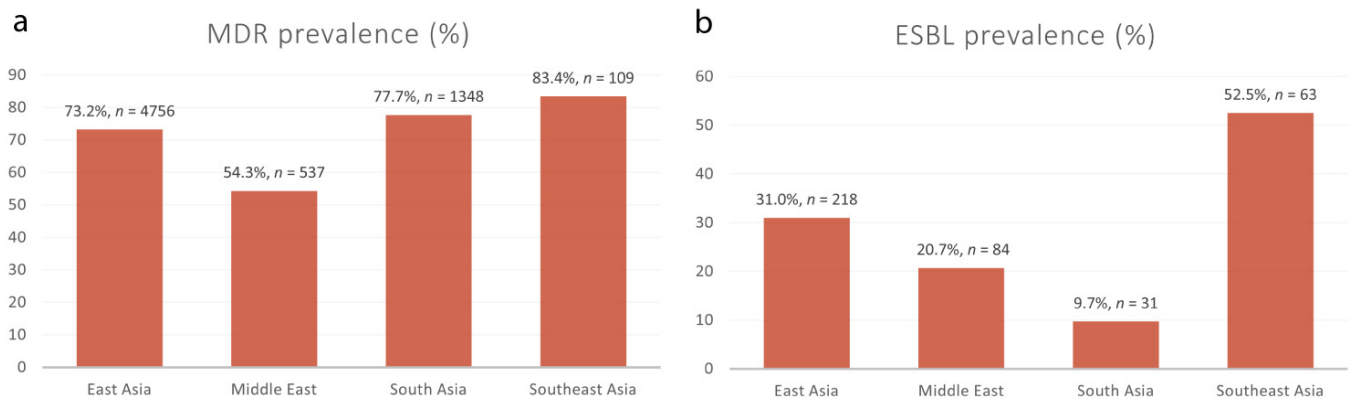 a
MDR prevalence (%)
90
80
70
60
50
40
30
20
10
0
73.2%, n = 4756
54.3%, n = 537
77.7%, n = 1348
83.4%, n = 109
East Asia
Middle East
South Asia
Southeast Asia
b
ESBL prevalence (%)
60
50
40
30
20
10
0
31.0%, n = 218
20.7%, n = 84
9.7%, n = 31
52.5%, n = 63
East Asia
Middle East
South Asia
Southeast Asia